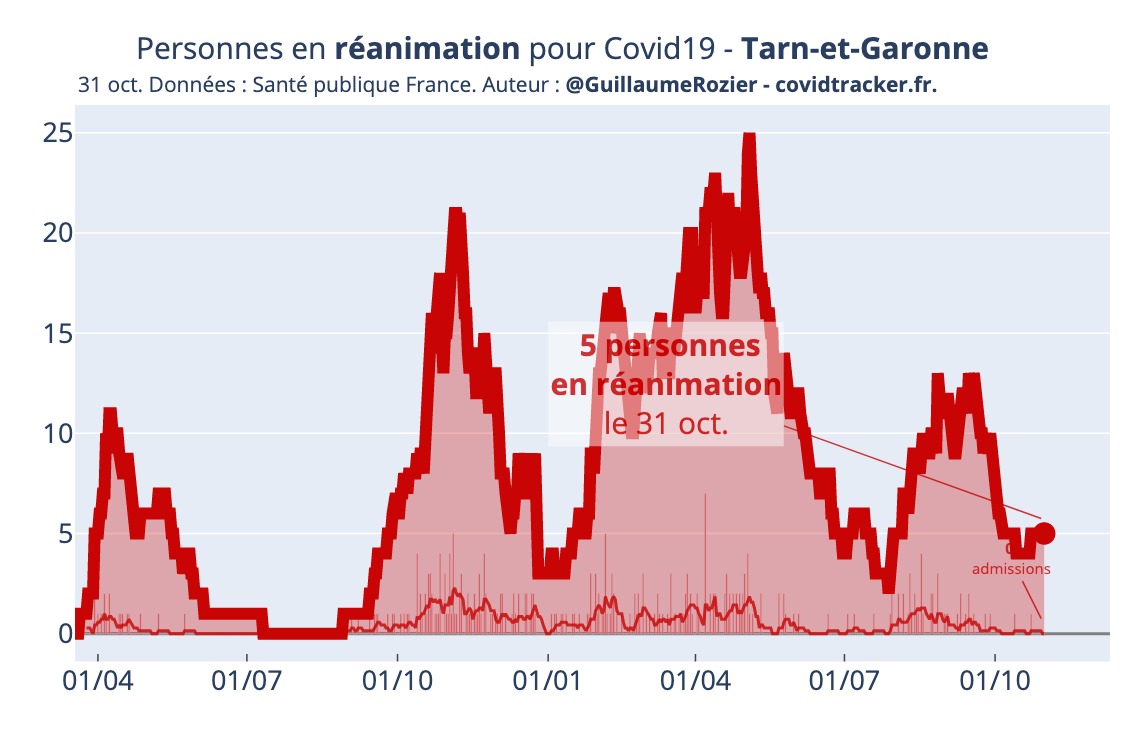 Personnes en réanimation pour Covid19 - Tarn-et-Garonne
31 oct. Données : Santé publique France. Auteur : @GuillaumeRozier - covidtracker.fr.
25
20
15
10
5
0
5 personnes
en réanimation
le 31 oct.
admissions
01/04
01/07
01/10
01/01
01/04
01/07
01/10